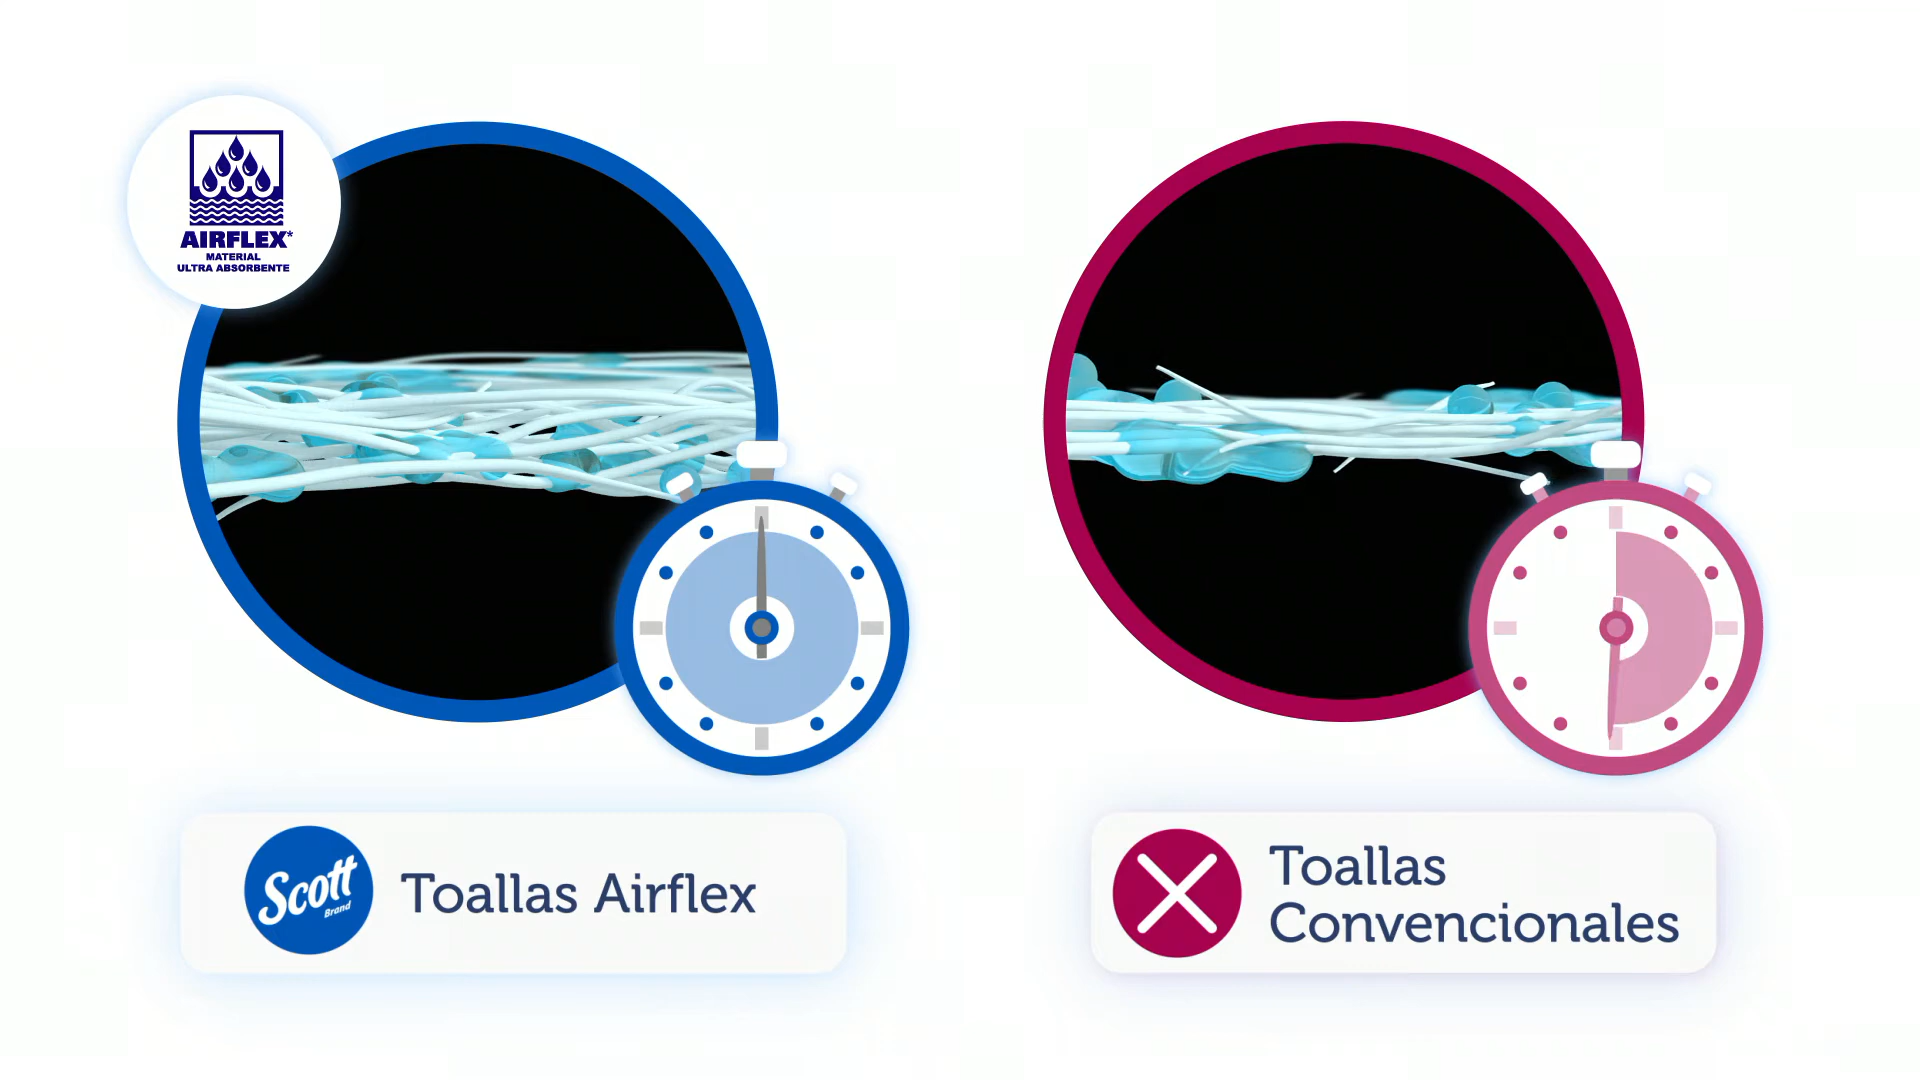 AIRFLEX*
MATERIAL
ULTRA ABSORBENTE
Scott
Brand
Toallas Airflex
Toallas
Convencionales